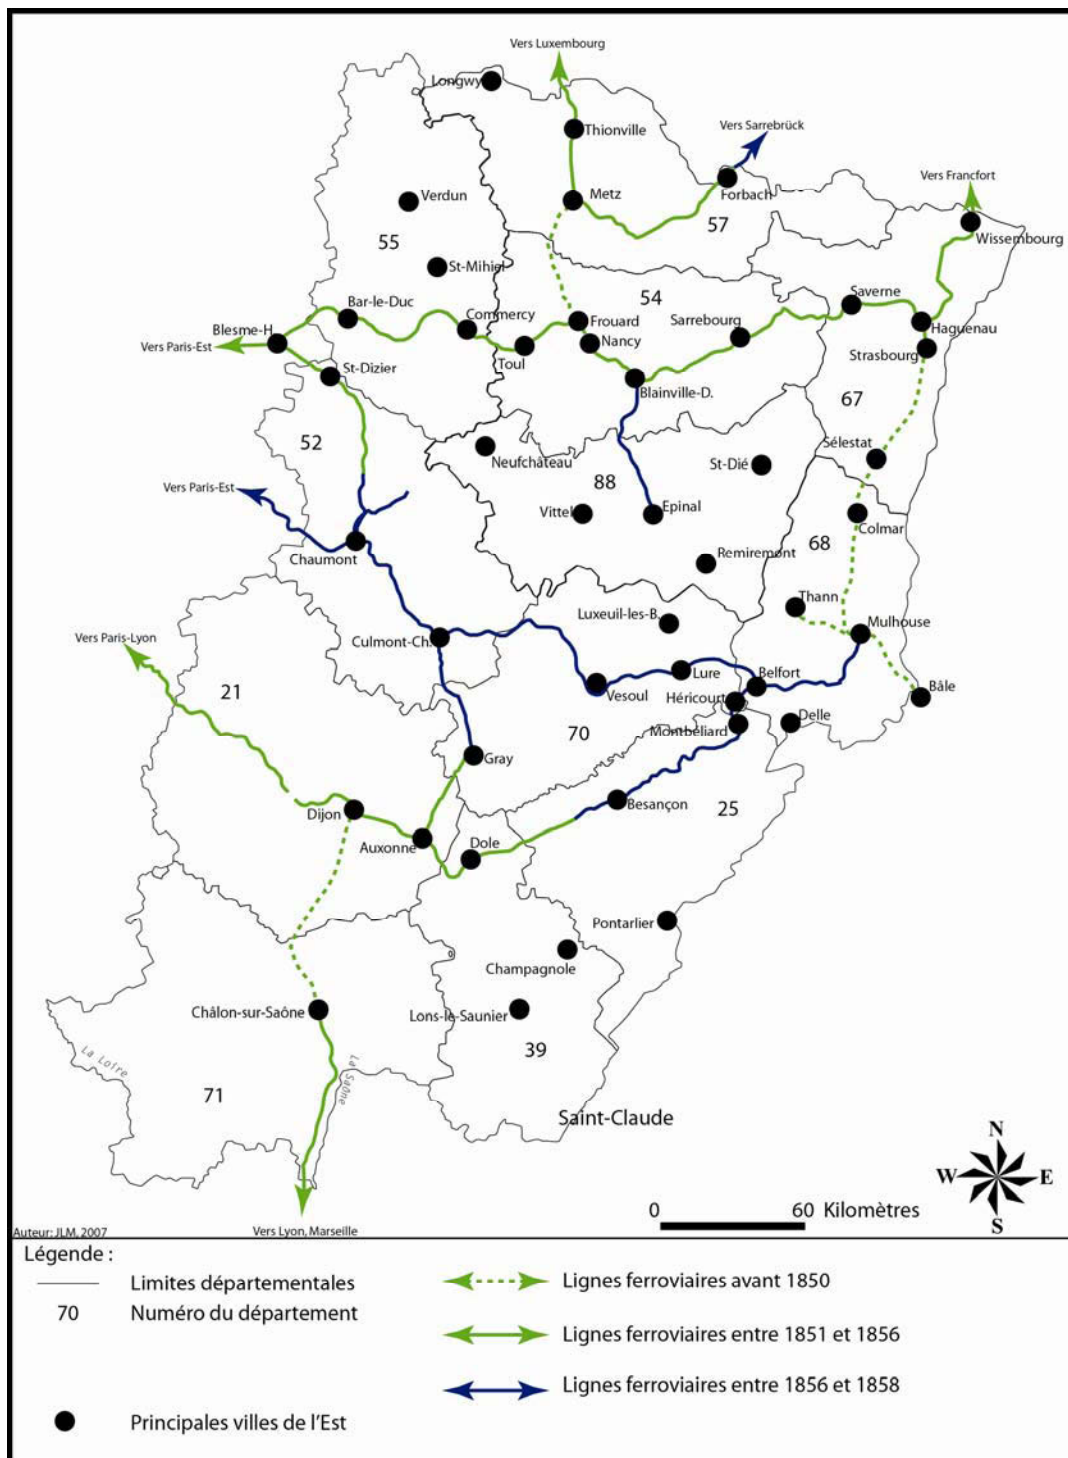 Vers Luxembourg
Longwy
Thionville
Vers Sarrebrück
Metz
Forbach
Vers Francfort
Verdun
57
Wissembourg
55
St-Mihiel
54
Saverne
Bar-le-Duc
Commercy
Frouard
Sarrebourg
Haguenau
Blesme-H.
Nancy
Vers Paris-Est
Toul
Strasbourg
St-Dizier
Blainville-D.
67
52
Sélestat
Neufchâteau
St-Dié
Vers Paris-Est
88
Vittel
Epinal
Colmar
68
Chaumont
Remiremont
Thann
Luxeuil-les-B.
Mulhouse
Vers Paris-Lyon
Culmont-Ch.
Lure
Belfort
21
Vesoul
Héricourt
Bâle
Delle
70
Montbéliard
Gray
Besançon
25
Dijon
Auxonne
Dole
Pontarlier
Champagnole
Châlon-sur-Saône
Lons-le-Saunier
39
La Loire
La Saône
71
Saint-Claude
N
W
E
S
0 60 Kilomètres
Auteur: JLM, 2007
Vers Lyon, Marseille
Légende :
Limites départementales
70 Numéro du département
Principales villes de l'Est
Lignes ferroviaires avant 1850
Lignes ferroviaires entre 1851 et 1856
Lignes ferroviaires entre 1856 et 1858